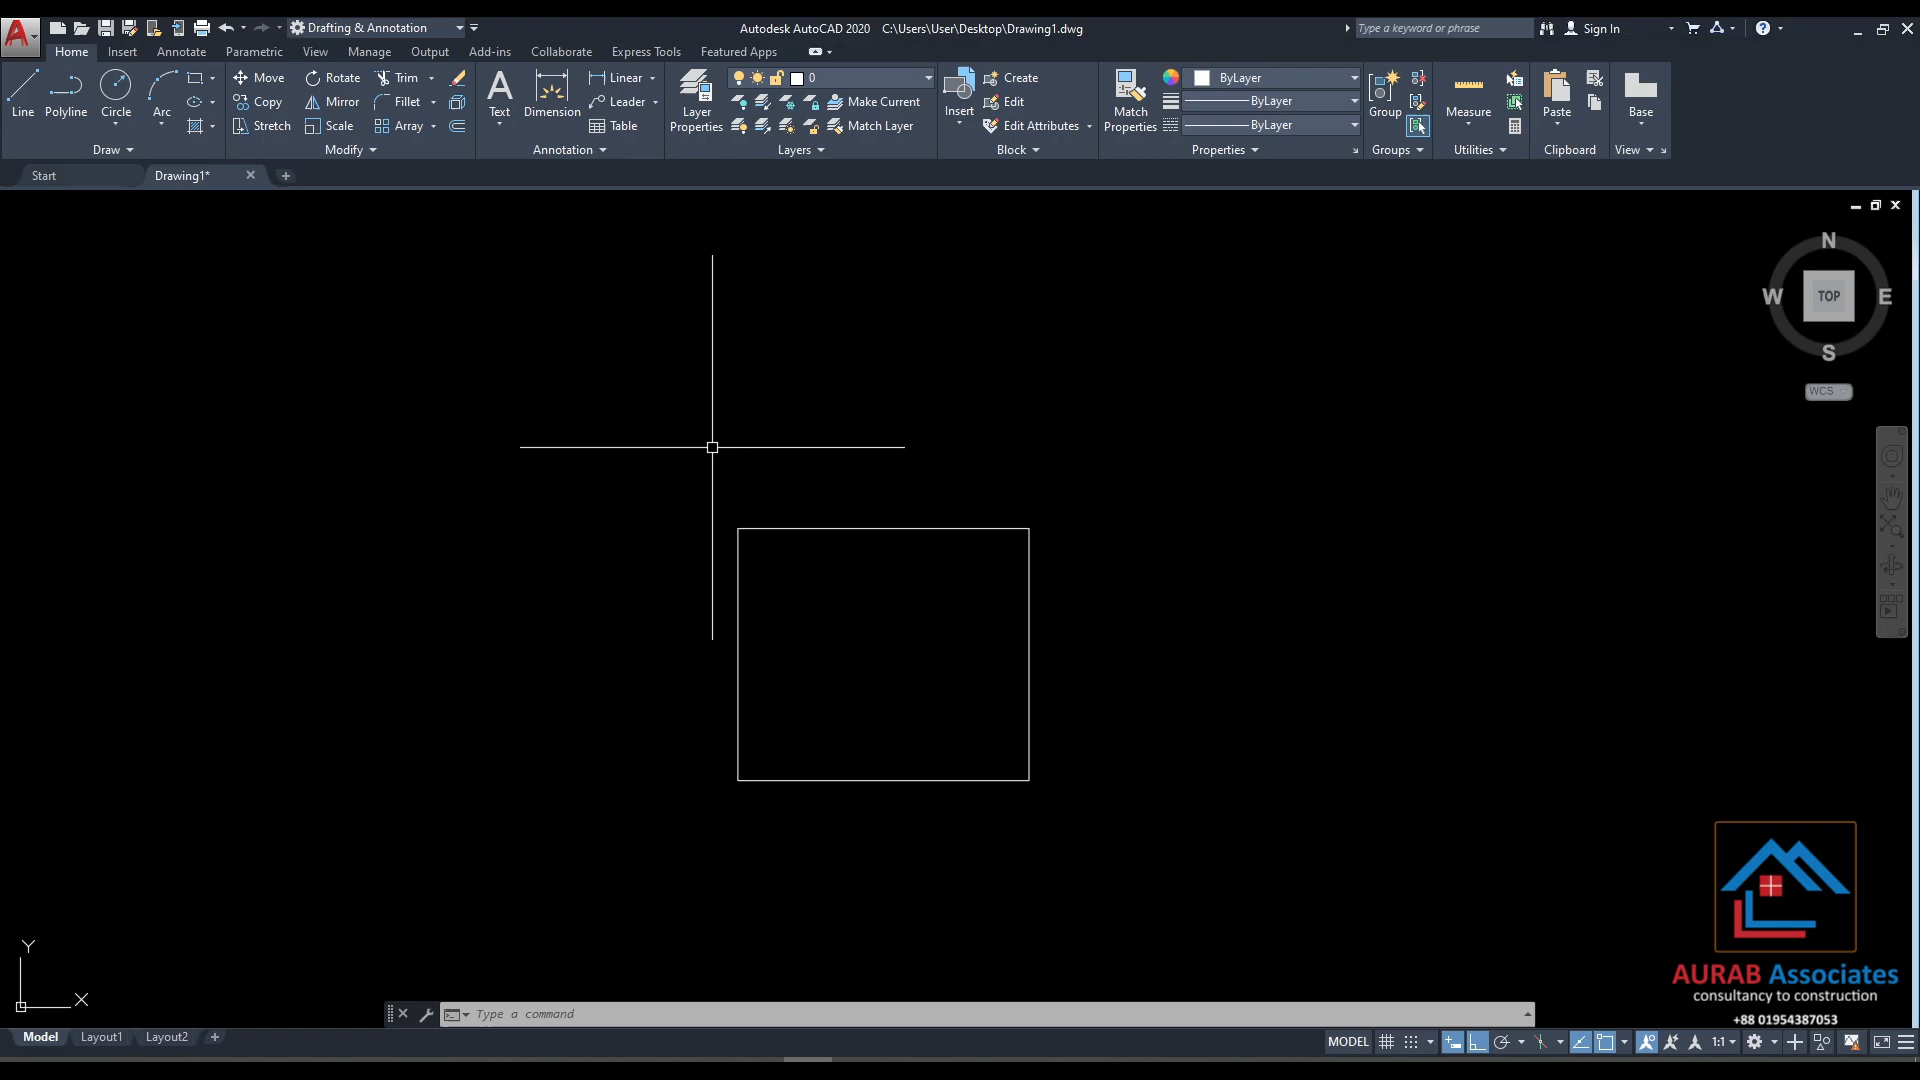 Drafting & Annotation
Autodesk AutoCAD 2020 C:\Users\User\Desktop\Drawing1.dwg
Type a keyword or phrase
Sign In
Home Insert Annotate Parametric View Manage Output Add-ins Collaborate Express Tools Featured Apps
Line Polyline Circle Arc
Draw
Move Rotate Trim
Copy Mirror Fillet
Stretch Scale Array
Modify
Text Dimension
Linear
Leader
Table
Annotation
Layer Properties
0
Make Current
Match Layer
Layers
Insert
Create
Edit
Edit Attributes
Block
Match Properties
ByLayer
ByLayer
ByLayer
Properties
Group
Groups
Measure
Utilities
Paste
Clipboard
Base
View
Start Drawing1*
N
W TOP E
S
WCS
Y
X
AURAB Associates
consultancy to construction
+88 01954387053
Type a command
Model Layout1 Layout2
MODEL 1:1